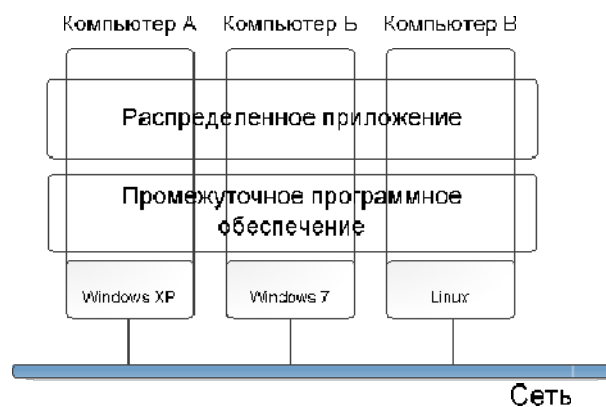 Компьютер А Компьютер Б Компьютер В
Распределенное приложение
Промежуточное программное
обеспечение
Windows XP Windows 7 Linux
Сеть